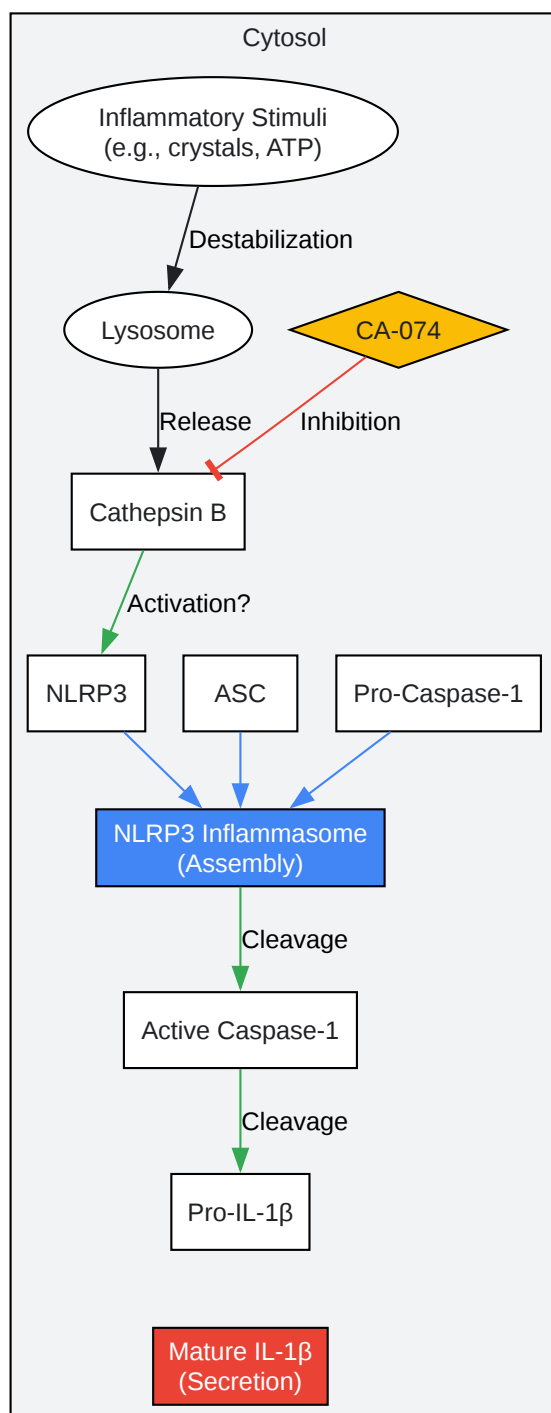 Cytosol
Inflammatory Stimuli
(e.g., crystals, ATP)
Destabilization
Lysosome
CA-074
Release
Inhibition
Cathepsin B
Activation?
NLRP3
ASC
Pro-Caspase-1
NLRP3 Inflammasome
(Assembly)
Cleavage
Active Caspase-1
Cleavage
Pro-IL-1β
Mature IL-1β
(Secretion)